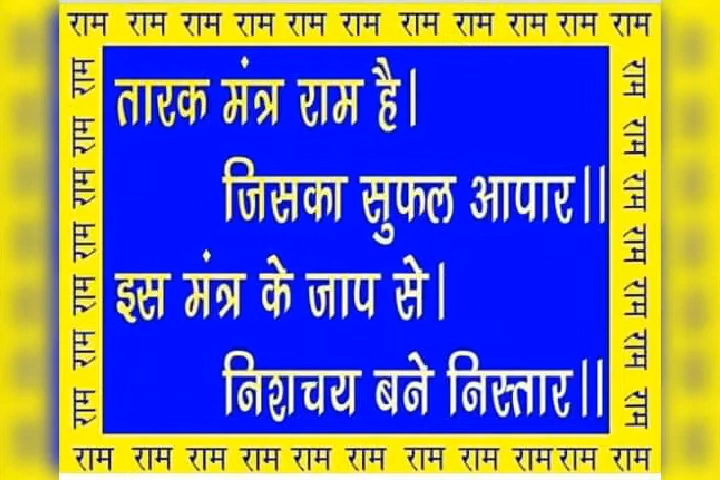 राम राम राम राम राम राम राम राम राम राम राम
राम राम राम राम राम राम राम
तारक मंत्र राम है।
जिसका सुफल आपार।।
इस मंत्र के जाप से।
निशचय बने निस्तार।।
राम राम राम राम राम राम राम
राम राम राम राम राम राम राम राम राम राम राम